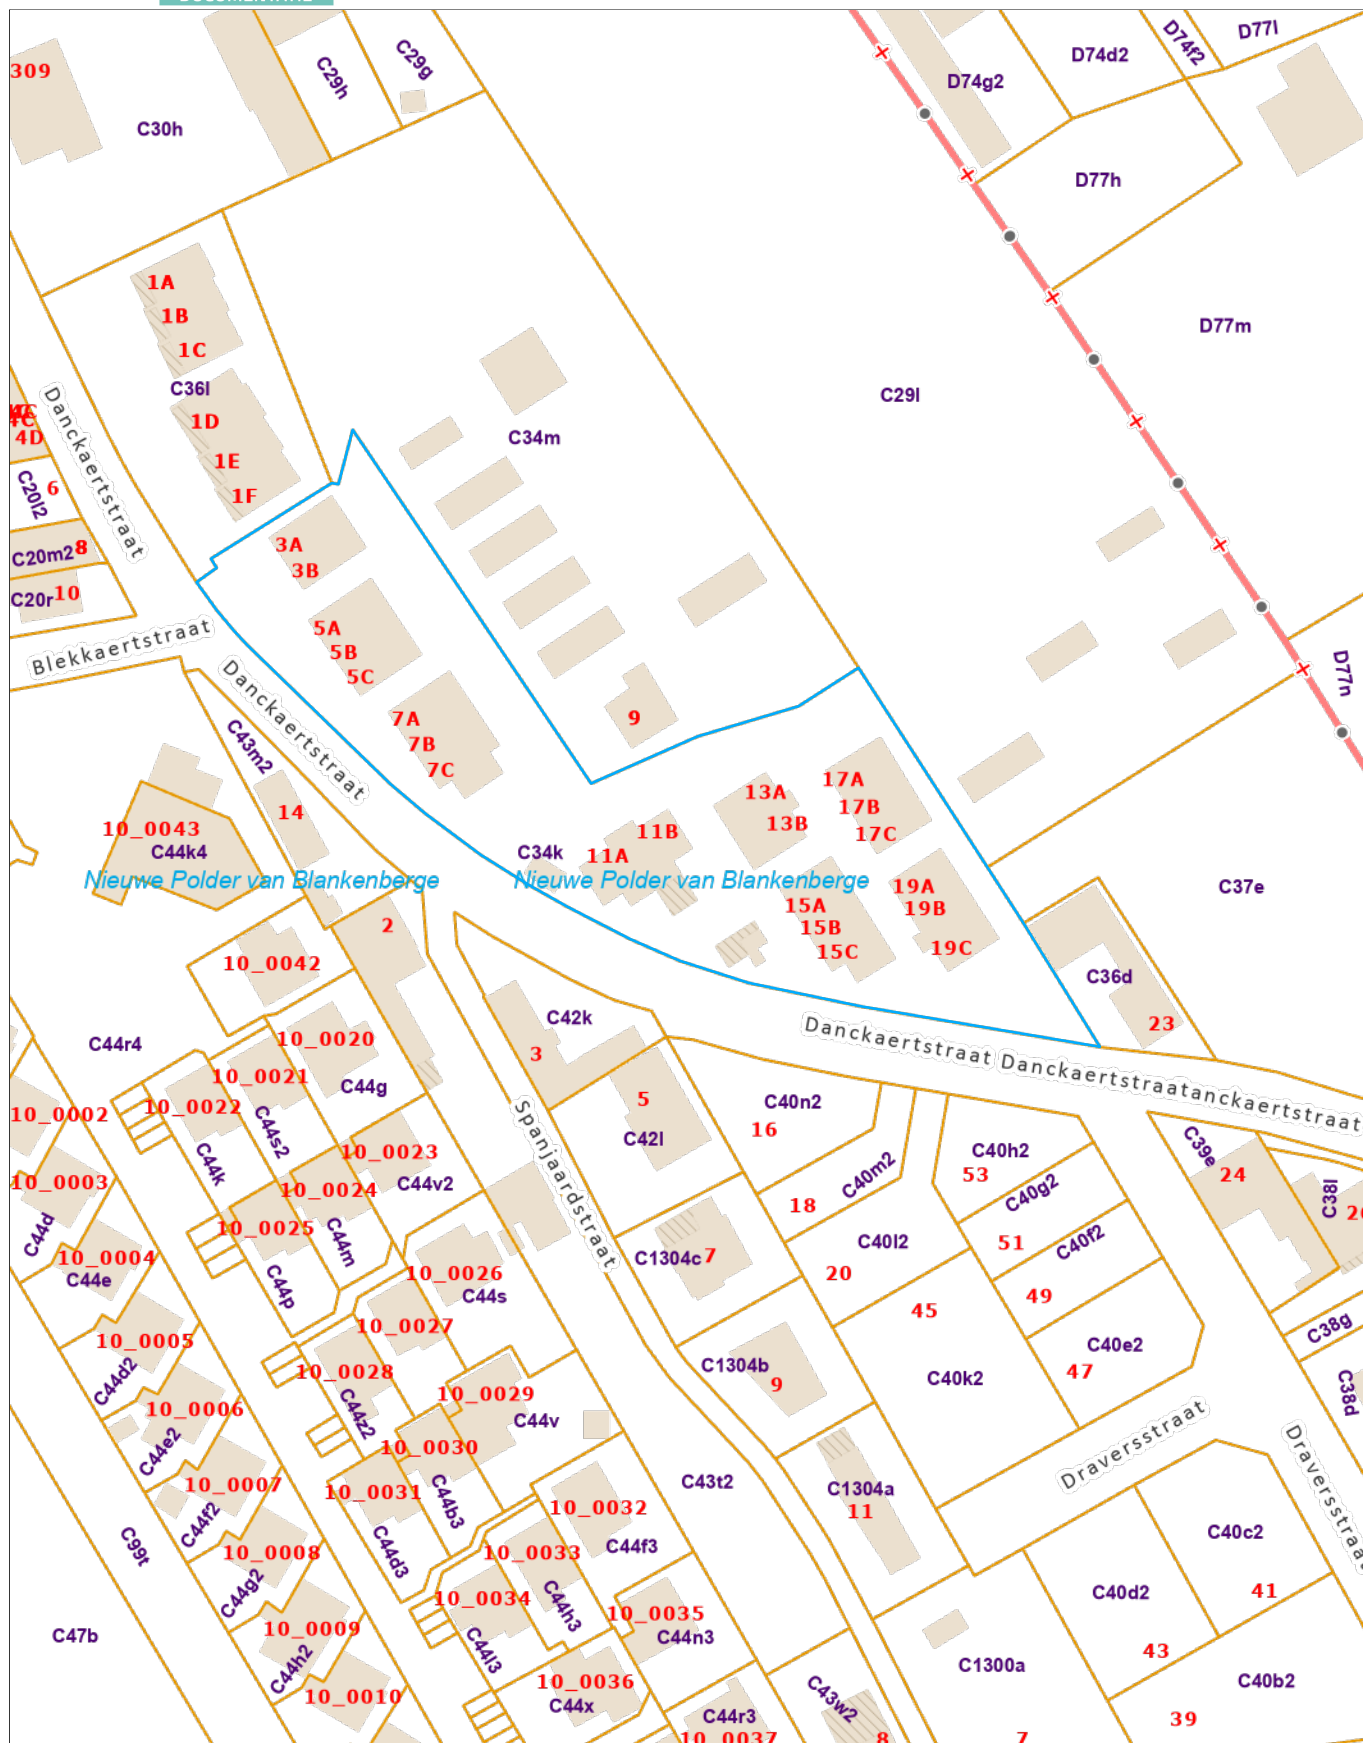 309
C30h
C29h
C29g
D74g2
D74d2
D74f2
D77l
D77h
D77m
D77n
1A
1B
1C
C36l
1D
1E
1F
C34m
C29l
4C
4D
6
C20l2
C20m2 8
C20r 10
Danckaertstraat
Blekkaertstraat
Danckaertstraat
3A
3B
5A
5B
5C
7A
7B
7C
9
C43m2
14
10_0043
C44k4
Nieuwe Polder van Blankenberge
Nieuwe Polder van Blankenberge
C34k
11A
11B
13A
13B
17A
17B
17C
15A
15B
15C
19A
19B
19C
C37e
C36d
23
2
10_0042
C44r4
10_0020
C44g
10_0021
C44s2
10_0022
C44k
10_0002
10_0003
C44d
10_0004
C44e
10_0023
C44v2
10_0024
C44m
10_0025
C44p
C42k
3
5
C42l
Spanjaardstraat
Danckaertstraat
Danckaertstraat
anckaertstraat
C40n2
16
18
C40m2
C40h2
53
C40g2
51
C40f2
49
C40l2
20
45
C40k2
C40e2
47
C39e
24
C38l
C38g
C38d
C1304c 7
C1304b
9
C1304a
11
10_0026
C44s
10_0027
10_0028
C44z2
10_0005
C44d2
10_0006
C44e2
10_0029
C44v
10_0030
C44b3
10_0031
C44d3
10_0007
C44f2
10_0008
C44g2
10_0009
C44h2
10_0010
C99t
C47b
C43t2
10_0032
C44f3
10_0033
C44h3
10_0034
C44l3
10_0035
C44n3
10_0036
C44x
C44r3
10_0037
C43w2
8
Draversstraat
Draversstraat
C40c2
41
C40d2
43
C1300a
7
C40b2
39